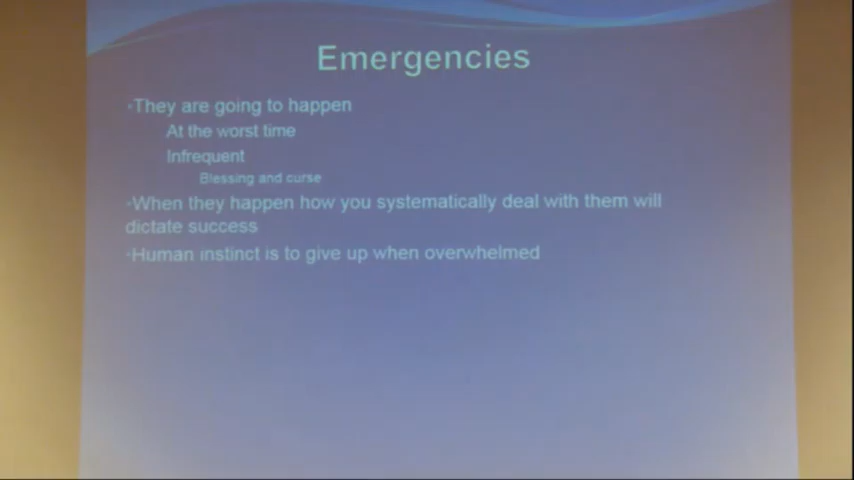 Emergencies
•They are going to happen
At the worst time
Infrequent
Blessing and curse
•When they happen how you systematically deal with them will
dictate success
•Human instinct is to give up when overwhelmed